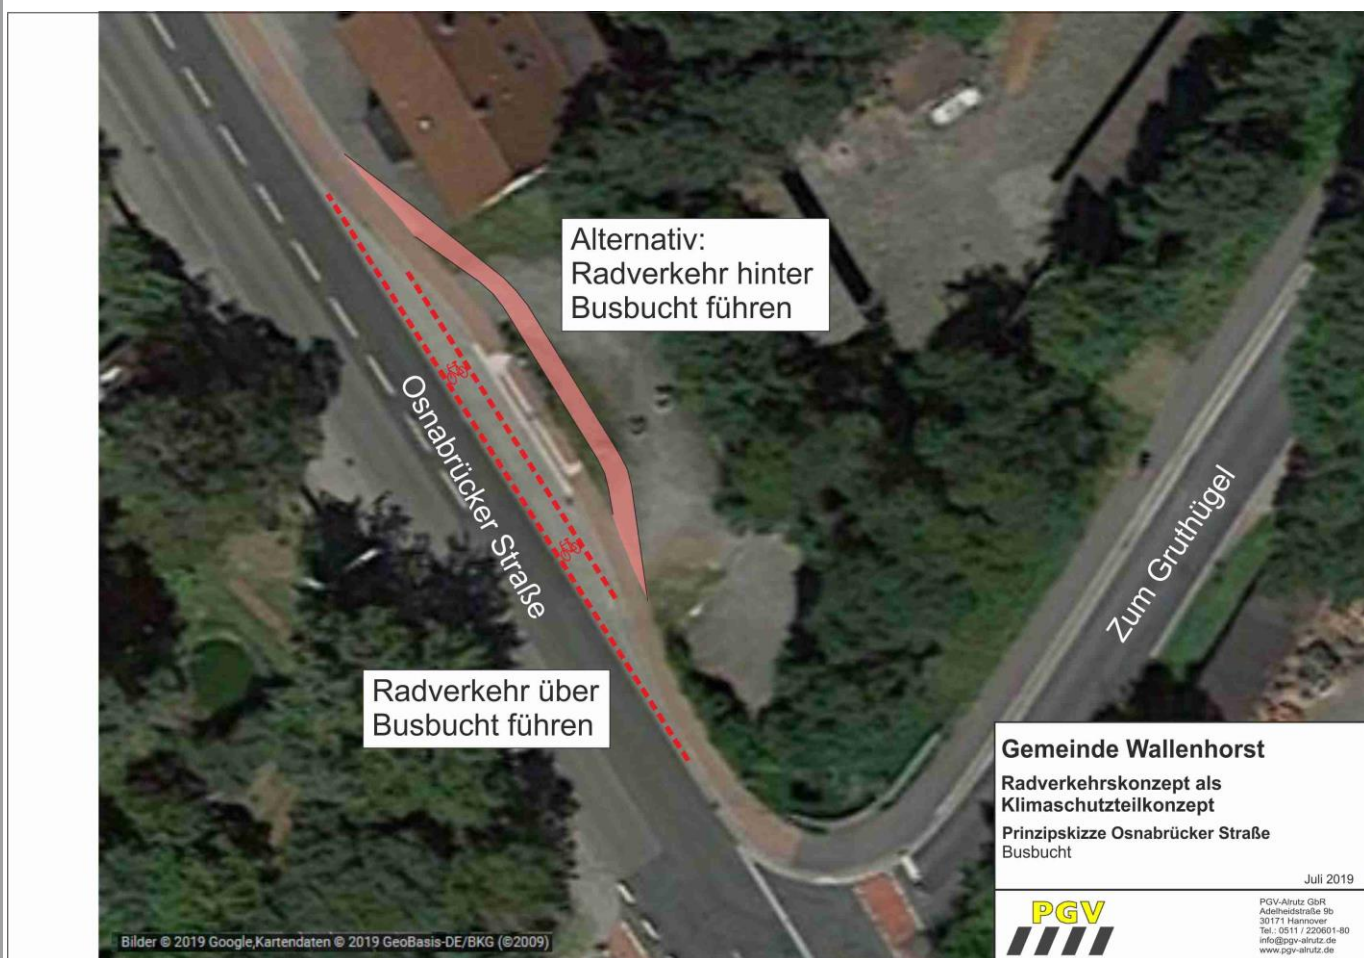 Alternativ:
Radverkehr hinter
Busbucht führen
Osnabrücker Straße
Zum Gruthügel
Radverkehr über
Busbucht führen
Gemeinde Wallenhorst
Radverkehrskonzept als
Klimaschutzteilkonzept
Prinzipskizze Osnabrücker Straße
Busbucht
Juli 2019
PGV
PGV-Alrutz GbR
Adelheidstraße 9b
30171 Hannover
Tel.: 0511 / 220601-80
info@pgv-alrutz.de
www.pgv-alrutz.de
Bilder © 2019 Google,Kartendaten © 2019 GeoBasis-DE/BKG (©2009)